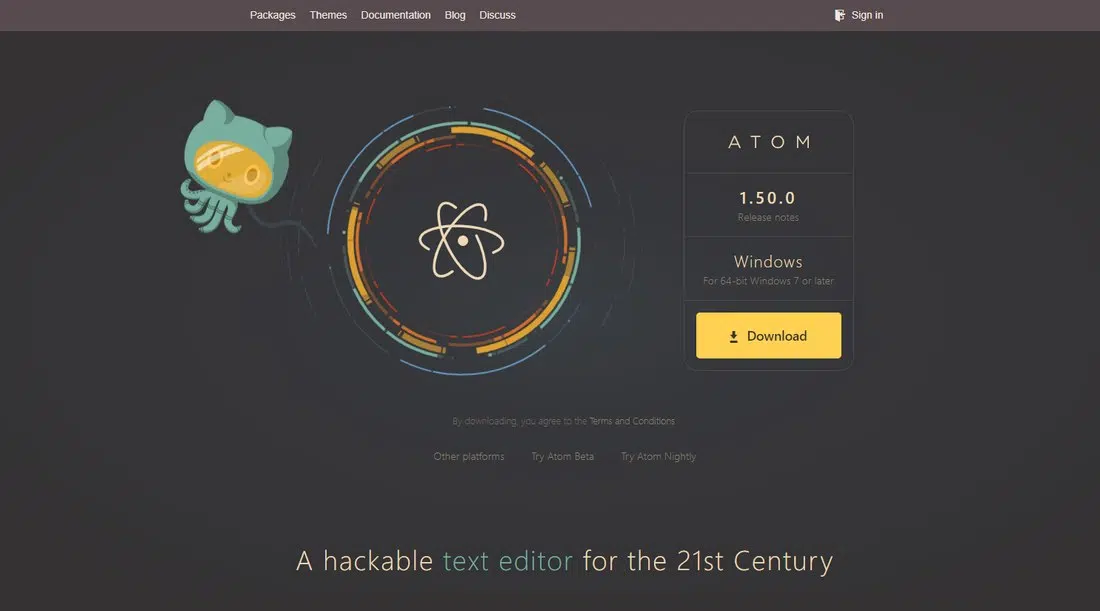 Packages Themes Documentation Blog Discuss Sign in
ATOM
1.50.0
Release notes
Windows
For 64-bit Windows 7 or later
Download
By downloading, you agree to the Terms and Conditions
Other platforms Try Atom Beta Try Atom Nightly
A hackable text editor for the 21st Century